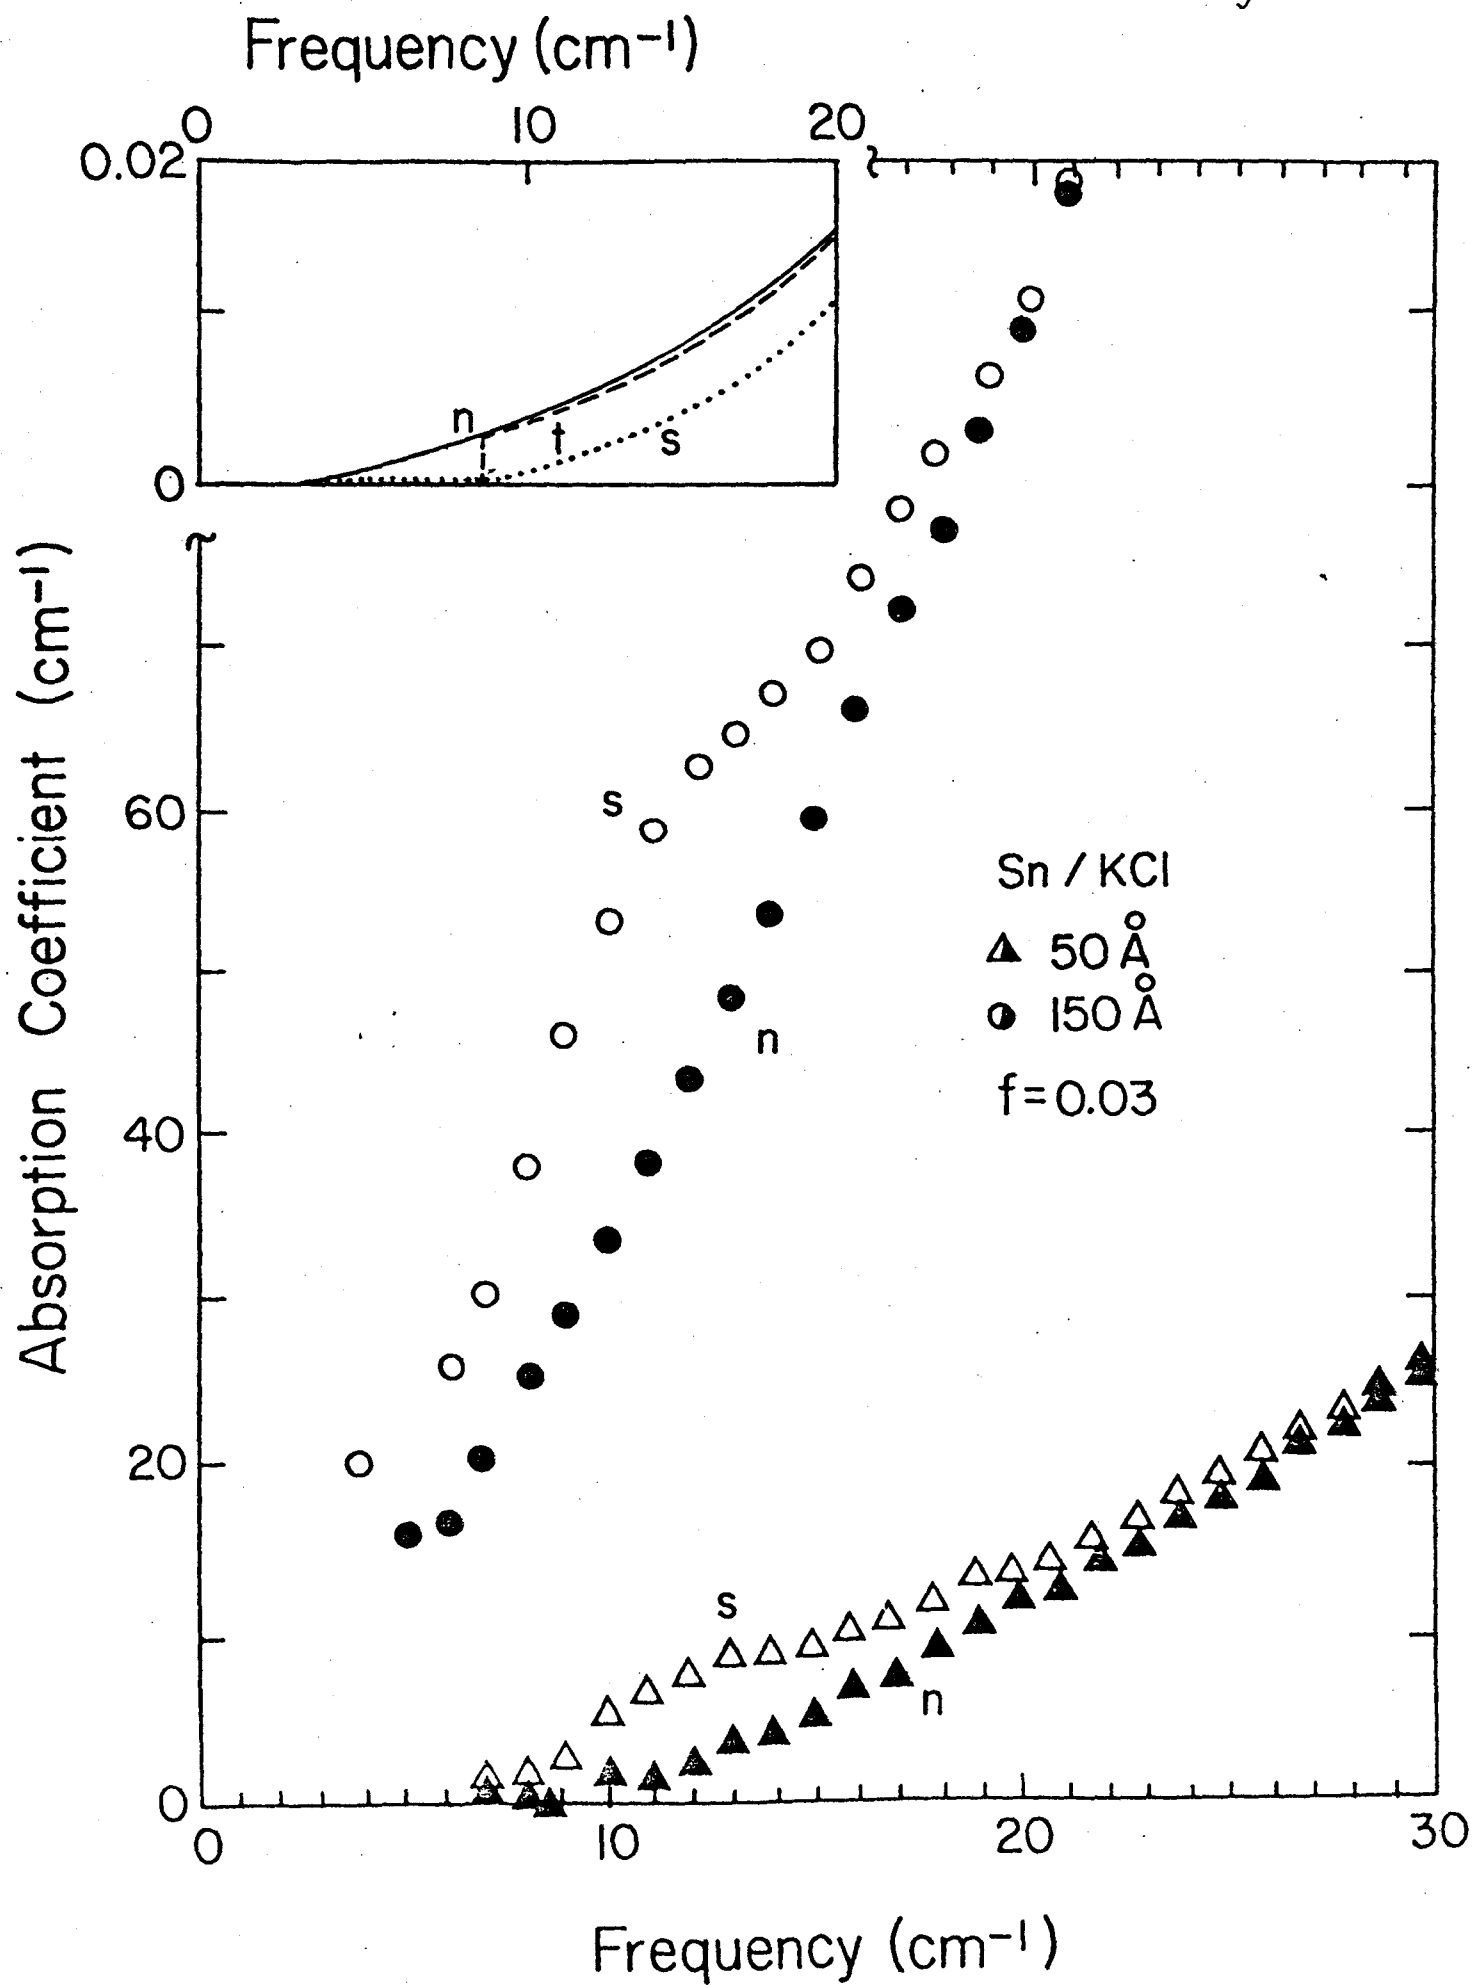 Frequency (cm⁻¹)
0 10 20
0.02
n t s
0
Absorption Coefficient (cm⁻¹)
60
40
20
0
s
n
Sn / KCl
50 Å
150 Å
f=0.03
s
n
0 10 20 30
Frequency (cm⁻¹)